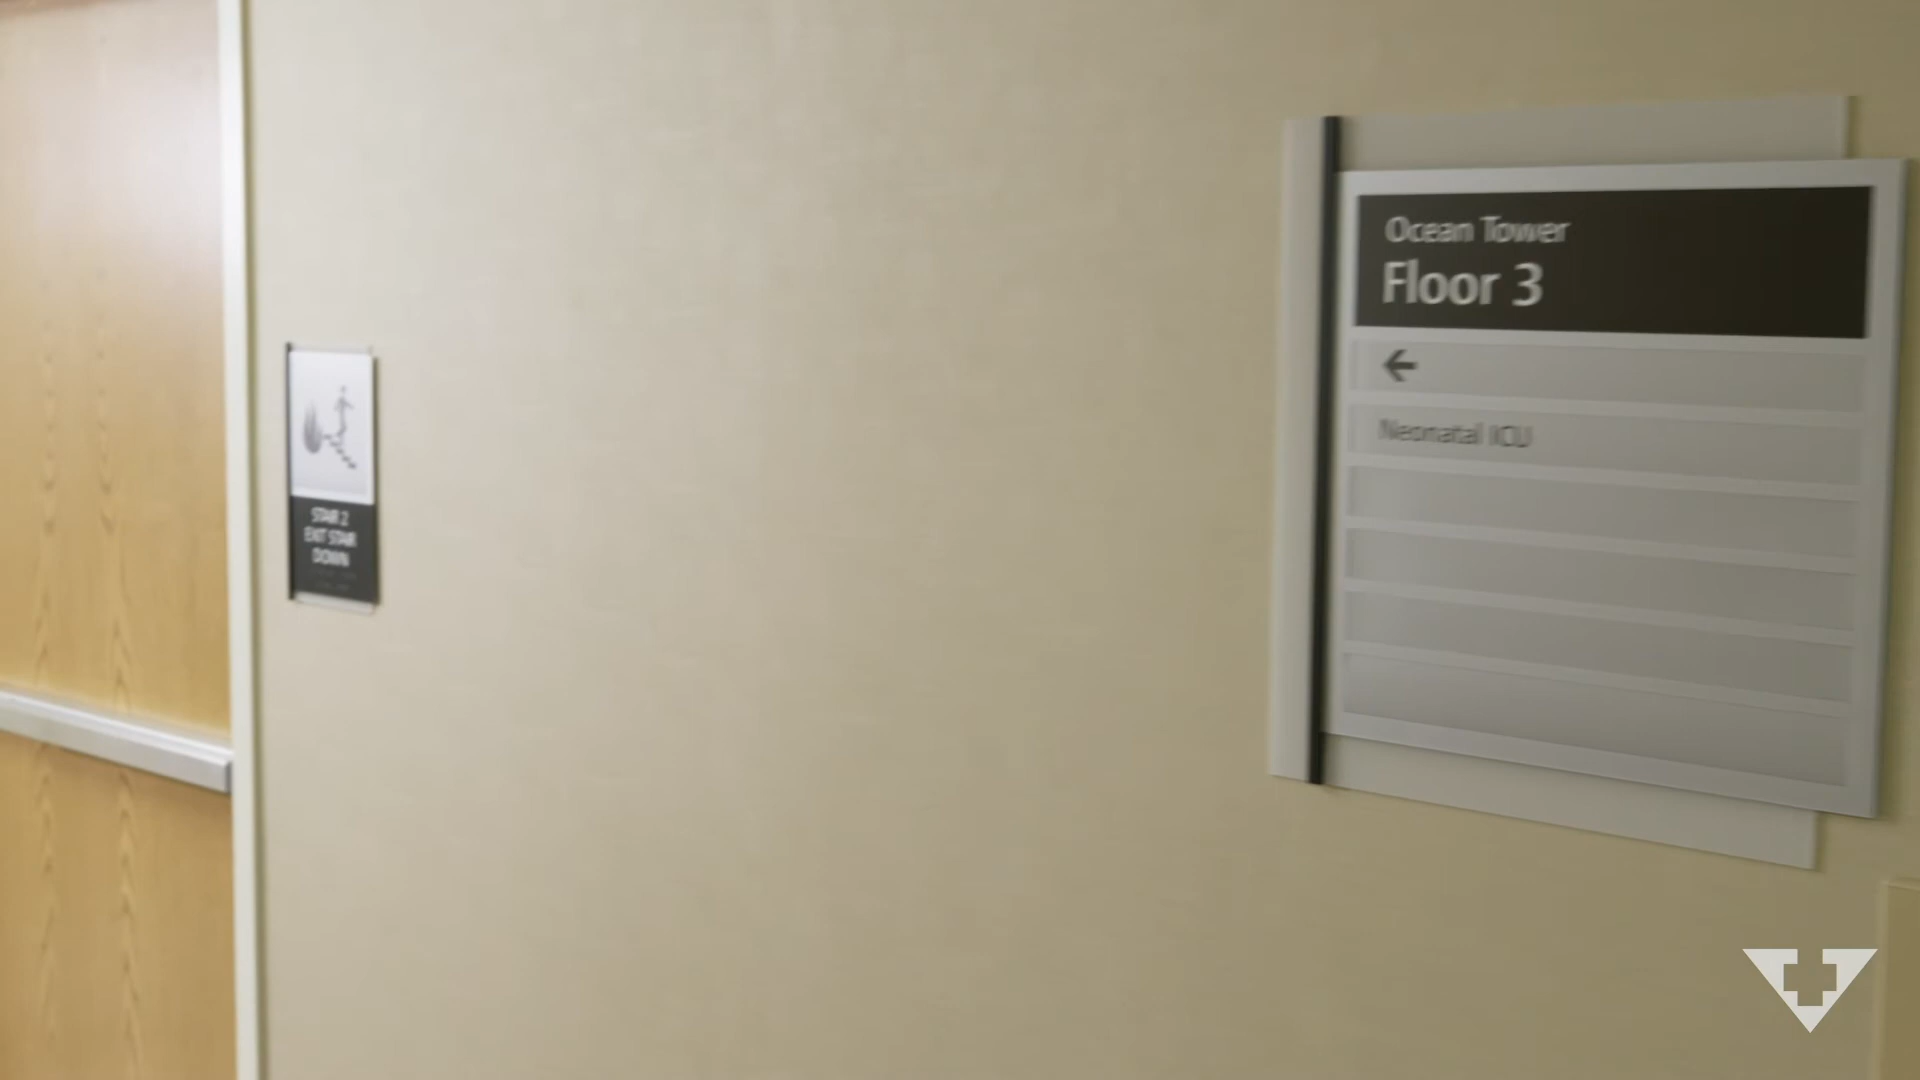 STAIR 2
EXIT STAIR
DOWN
Ocean Tower
Floor 3
←
Neonatal ICU